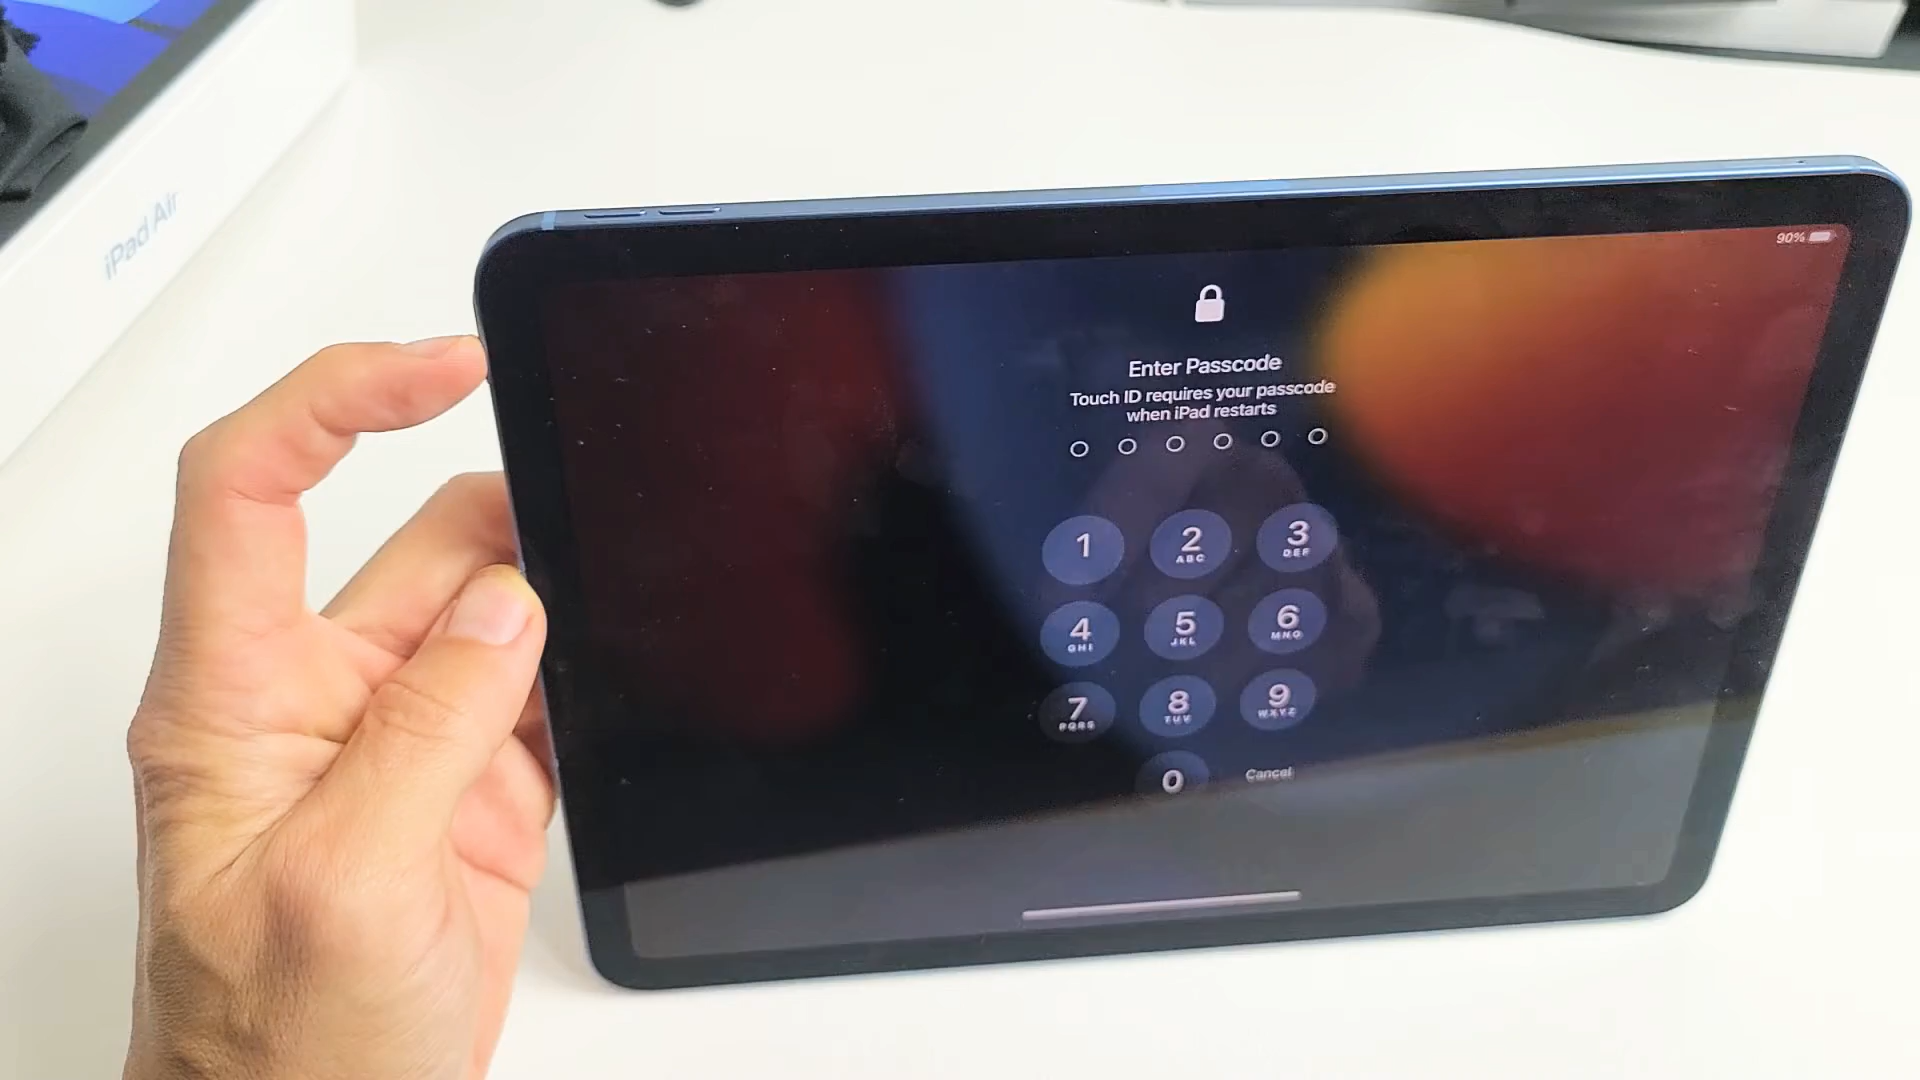 iPad Air
90%
Enter Passcode
Touch ID requires your passcode
when iPad restarts
1
2
ABC
3
DEF
4
GHI
5
JKL
6
MNO
7
PQRS
8
TUV
9
WXYZ
0
Cancel